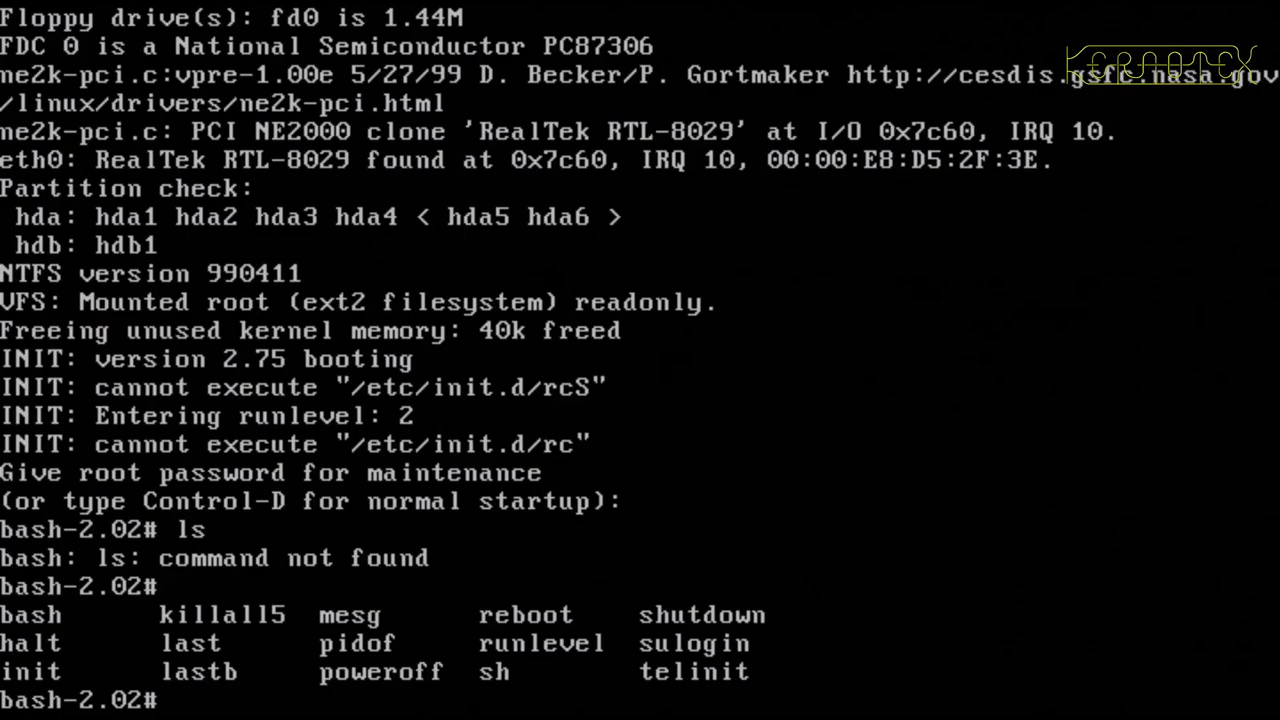 Floppy drive(s): fd0 is 1.44M
FDC 0 is a National Semiconductor PC87306
ne2k-pci.c:vpre-1.00e 5/27/99 D. Becker/P. Gortmaker http://cesdis.gsfc.nasa.gov
/linux/drivers/ne2k-pci.html
ne2k-pci.c: PCI NE2000 clone 'RealTek RTL-8029' at I/O 0x7c60, IRQ 10.
eth0: RealTek RTL-8029 found at 0x7c60, IRQ 10, 00:00:E8:D5:2F:3E.
Partition check:
 hda: hda1 hda2 hda3 hda4 < hda5 hda6 >
 hdb: hdb1
NTFS version 990411
VFS: Mounted root (ext2 filesystem) readonly.
Freeing unused kernel memory: 40k freed
INIT: version 2.75 booting
INIT: cannot execute "/etc/init.d/rcS"
INIT: Entering runlevel: 2
INIT: cannot execute "/etc/init.d/rc"
Give root password for maintenance
(or type Control-D for normal startup):
bash-2.02# ls
bash: ls: command not found
bash-2.02#
bash killall5 mesg reboot shutdown
halt last pidof runlevel sulogin
init lastb poweroff sh telinit
bash-2.02#